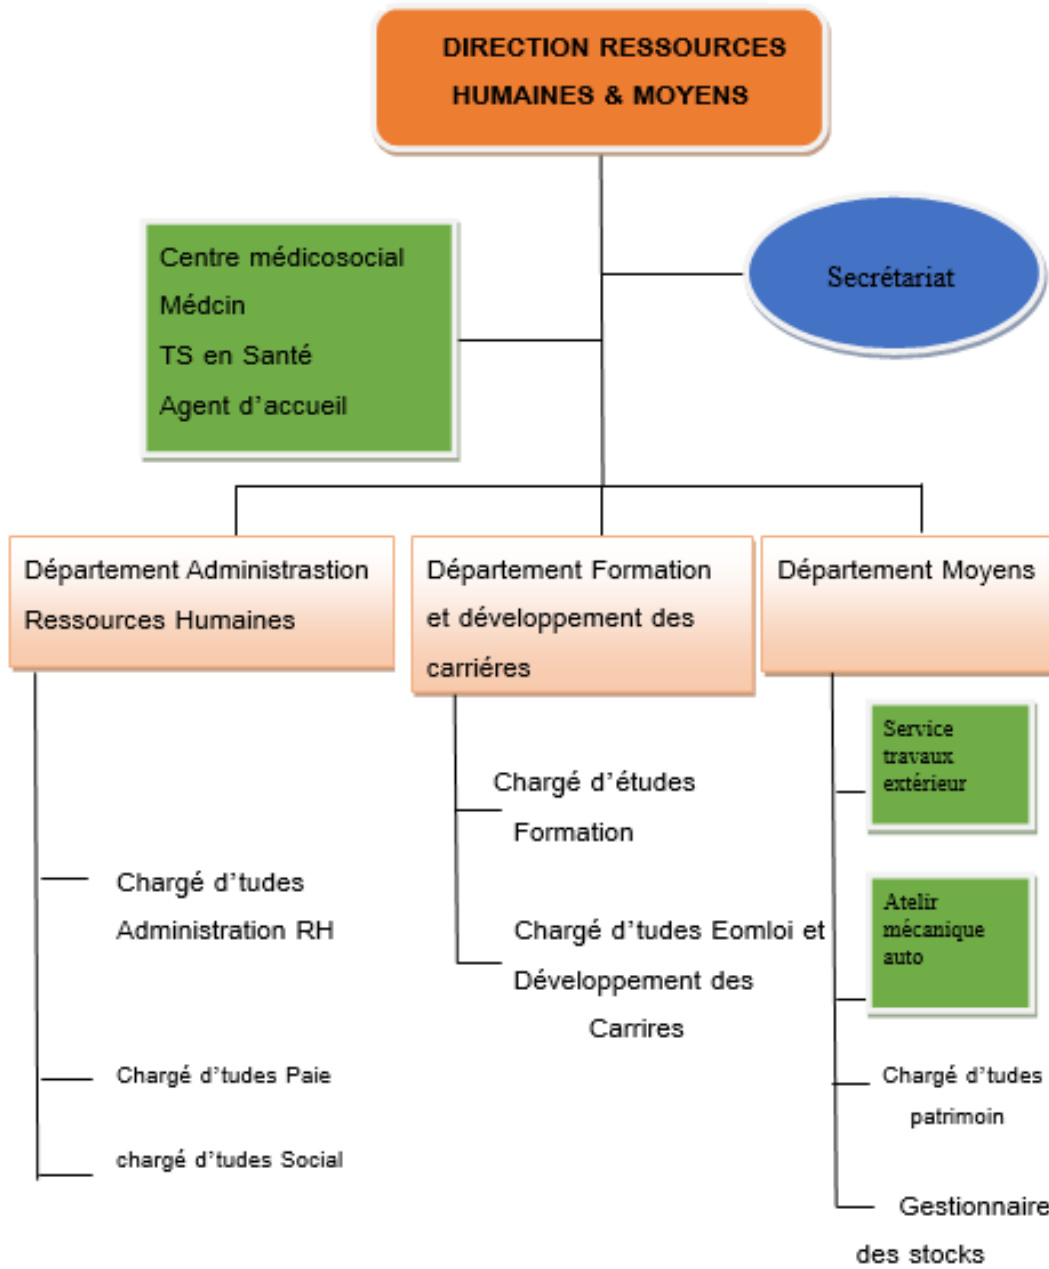 DIRECTION RESSOURCES
HUMAINES & MOYENS
Secrétariat
Centre médicosocial
Médcin
TS en Santé
Agent d’accueil
Département Administrastion
Ressources Humaines
Département Formation
et développement des
carriéres
Département Moyens
Chargé d’tudes
Administration RH
Chargé d’tudes Paie
chargé d’tudes Social
Chargé d’études
Formation
Chargé d’tudes Eomloi et
Développement des
Carrires
Service
travaux
extérieur
Atelir
mécanique
auto
Chargé d’tudes
patrimoin
Gestionnaire
des stocks